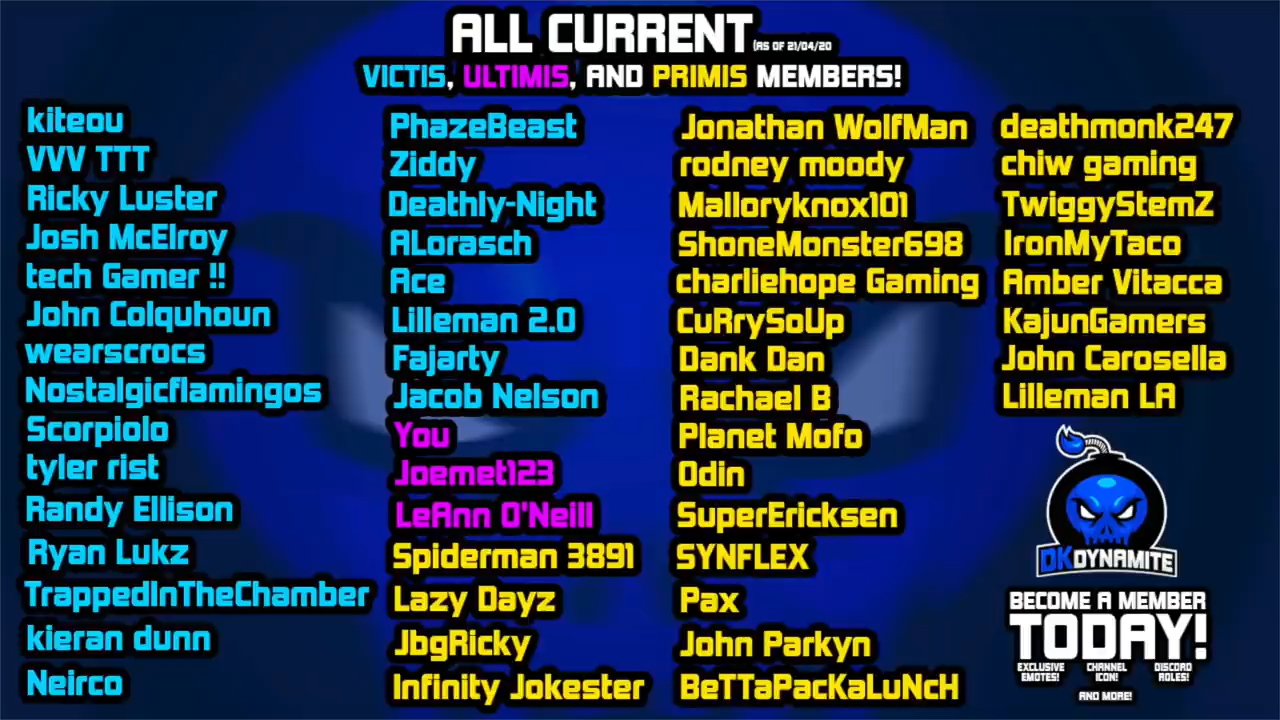 ALL CURRENT (AS OF 21/04/20
VICTIS, ULTIMIS, AND PRIMIS MEMBERS!
kiteou
VVV TTT
Ricky Luster
Josh McElroy
tech Gamer !!
John Colquhoun
wearscrocs
Nostalgicflamingos
Scorpiolo
tyler rist
Randy Ellison
Ryan Lukz
TrappedInTheChamber
kieran dunn
Neirco
PhazeBeast
Ziddy
Deathly-Night
ALorasch
Ace
Lilleman 2.0
Fajarty
Jacob Nelson
You
Joemet123
LeAnn O'Neill
Spiderman 3891
Lazy Dayz
JbgRicky
Infinity Jokester
Jonathan WolfMan
rodney moody
Malloryknox101
ShoneMonster698
charliehope Gaming
CuRrySoUp
Dank Dan
Rachael B
Planet Mofo
Odin
SuperEricksen
SYNFLEX
Pax
John Parkyn
BeTTaPacKaLuNcH
deathmonk247
chiw gaming
TwiggyStemZ
IronMyTaco
Amber Vitacca
KajunGamers
John Carosella
Lilleman LA
DKDYNAMITE
BECOME A MEMBER
TODAY!
EXCLUSIVE EMOTES!
CHANNEL ICON!
DISCORD ROLES!
AND MORE!